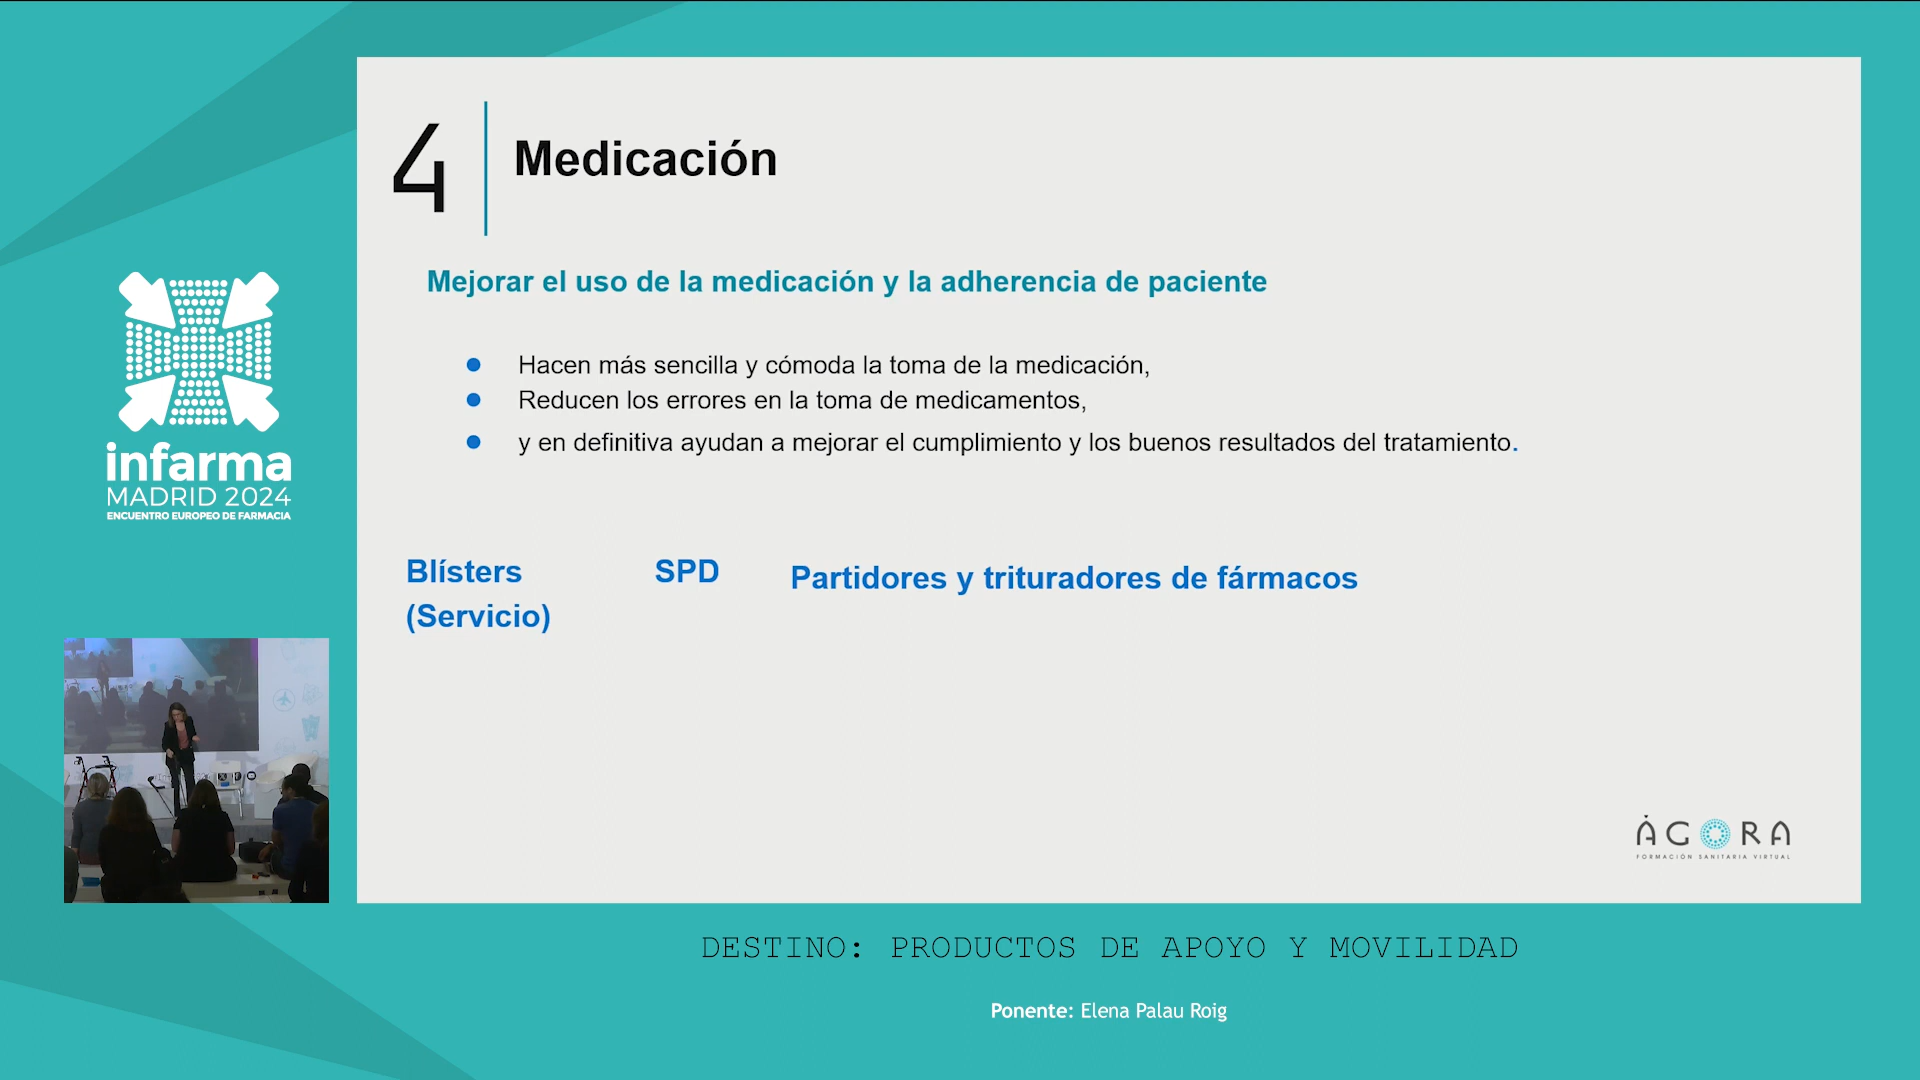 4
Medicación
Mejorar el uso de la medicación y la adherencia de paciente
Hacen más sencilla y cómoda la toma de la medicación,
Reducen los errores en la toma de medicamentos,
y en definitiva ayudan a mejorar el cumplimiento y los buenos resultados del tratamiento.
Blísters
(Servicio)
SPD
Partidores y trituradores de fármacos
infarma
MADRID 2024
ENCUENTRO EUROPEO DE FARMACIA
ÀGORA
FORMACIÓN SANITARIA VIRTUAL
DESTINO: PRODUCTOS DE APOYO Y MOVILIDAD
Ponente: Elena Palau Roig